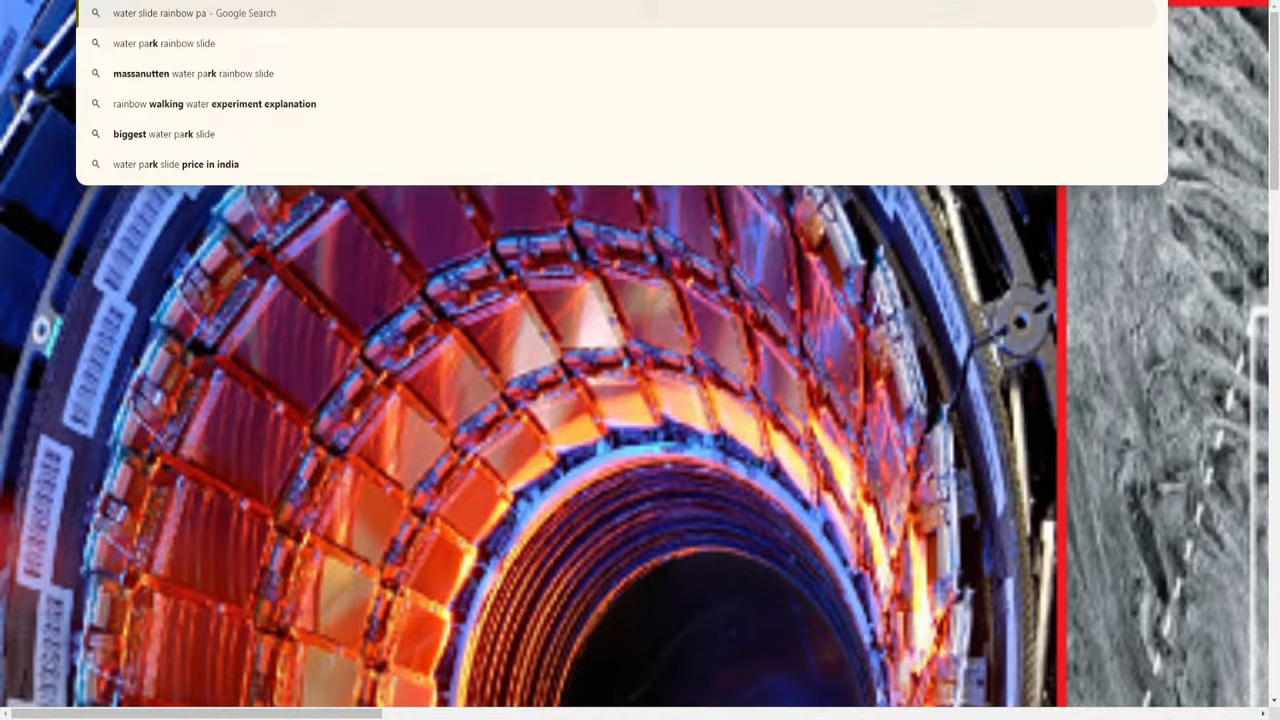 water slide rainbow pa - Google Search
water park rainbow slide
massanutten water park rainbow slide
rainbow walking water experiment explanation
biggest water park slide
water park slide price in india